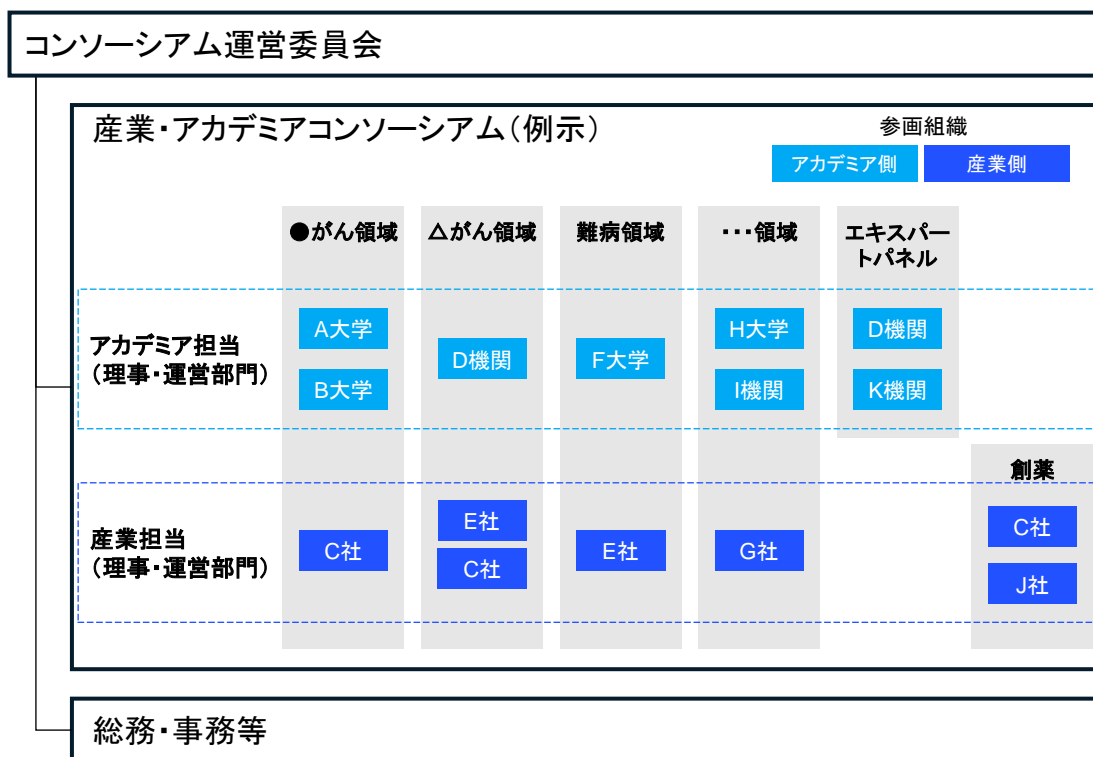 コンソーシアム運営委員会
産業・アカデミアコンソーシアム（例示）
参画組織
アカデミア側
産業側
●がん領域
△がん領域
難病領域
・・・領域
エキスパー
トパネル
アカデミア担当
（理事・運営部門）
A大学
B大学
D機関
F大学
H大学
I機関
D機関
K機関
創薬
産業担当
（理事・運営部門）
C社
E社
C社
E社
G社
C社
J社
総務・事務等